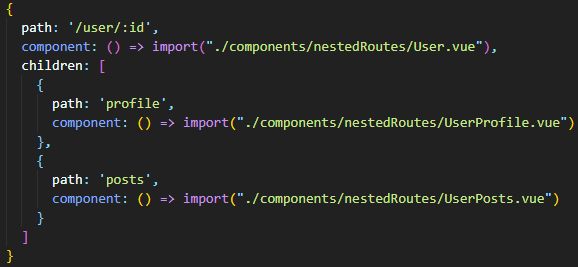 {
  path: '/user/:id',
  component: () => import("./components/nestedRoutes/User.vue"),
  children: [
    {
      path: 'profile',
      component: () => import("./components/nestedRoutes/UserProfile.vue")
    },
    {
      path: 'posts',
      component: () => import("./components/nestedRoutes/UserPosts.vue")
    }
  ]
}